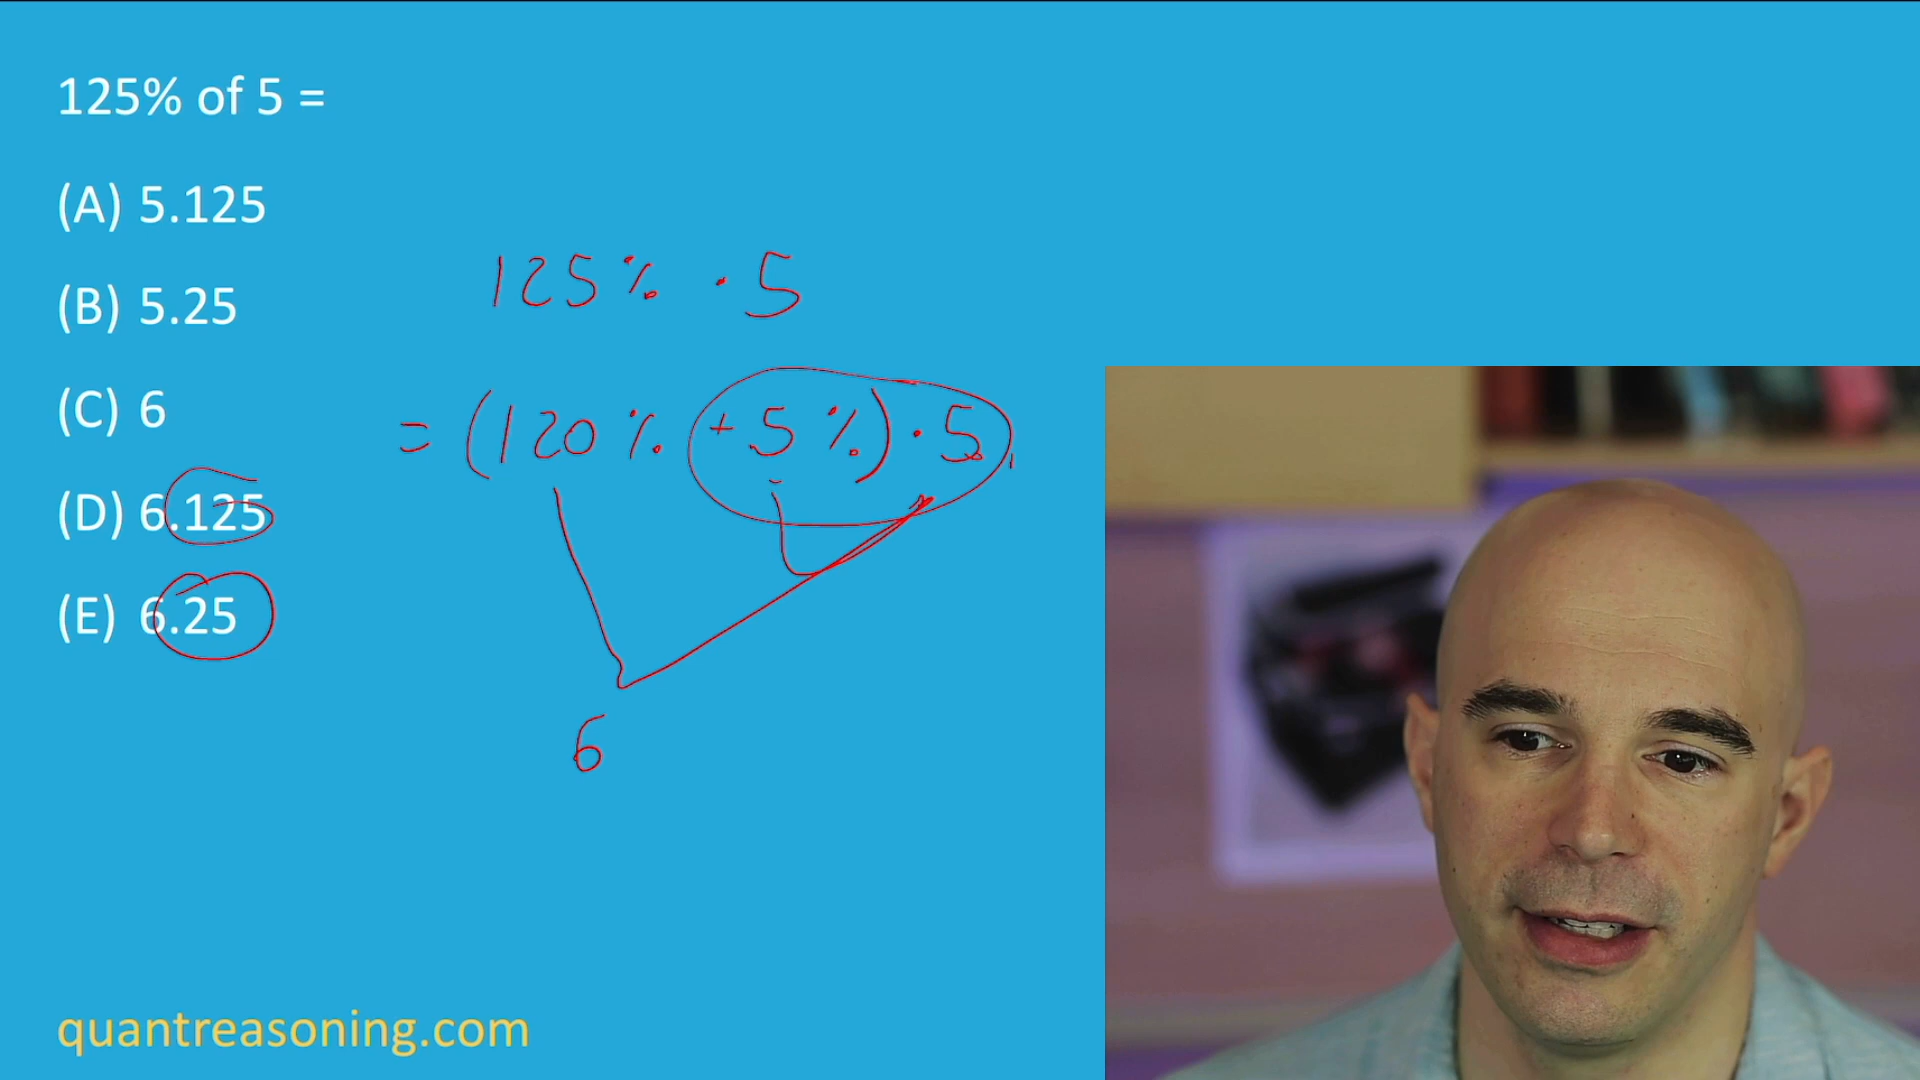 125% of 5 =
(A) 5.125
(B) 5.25
(C) 6
(D) 6.125
(E) 6.25
125% · 5
= (120% + 5%) · 5
6
quantreasoning.com